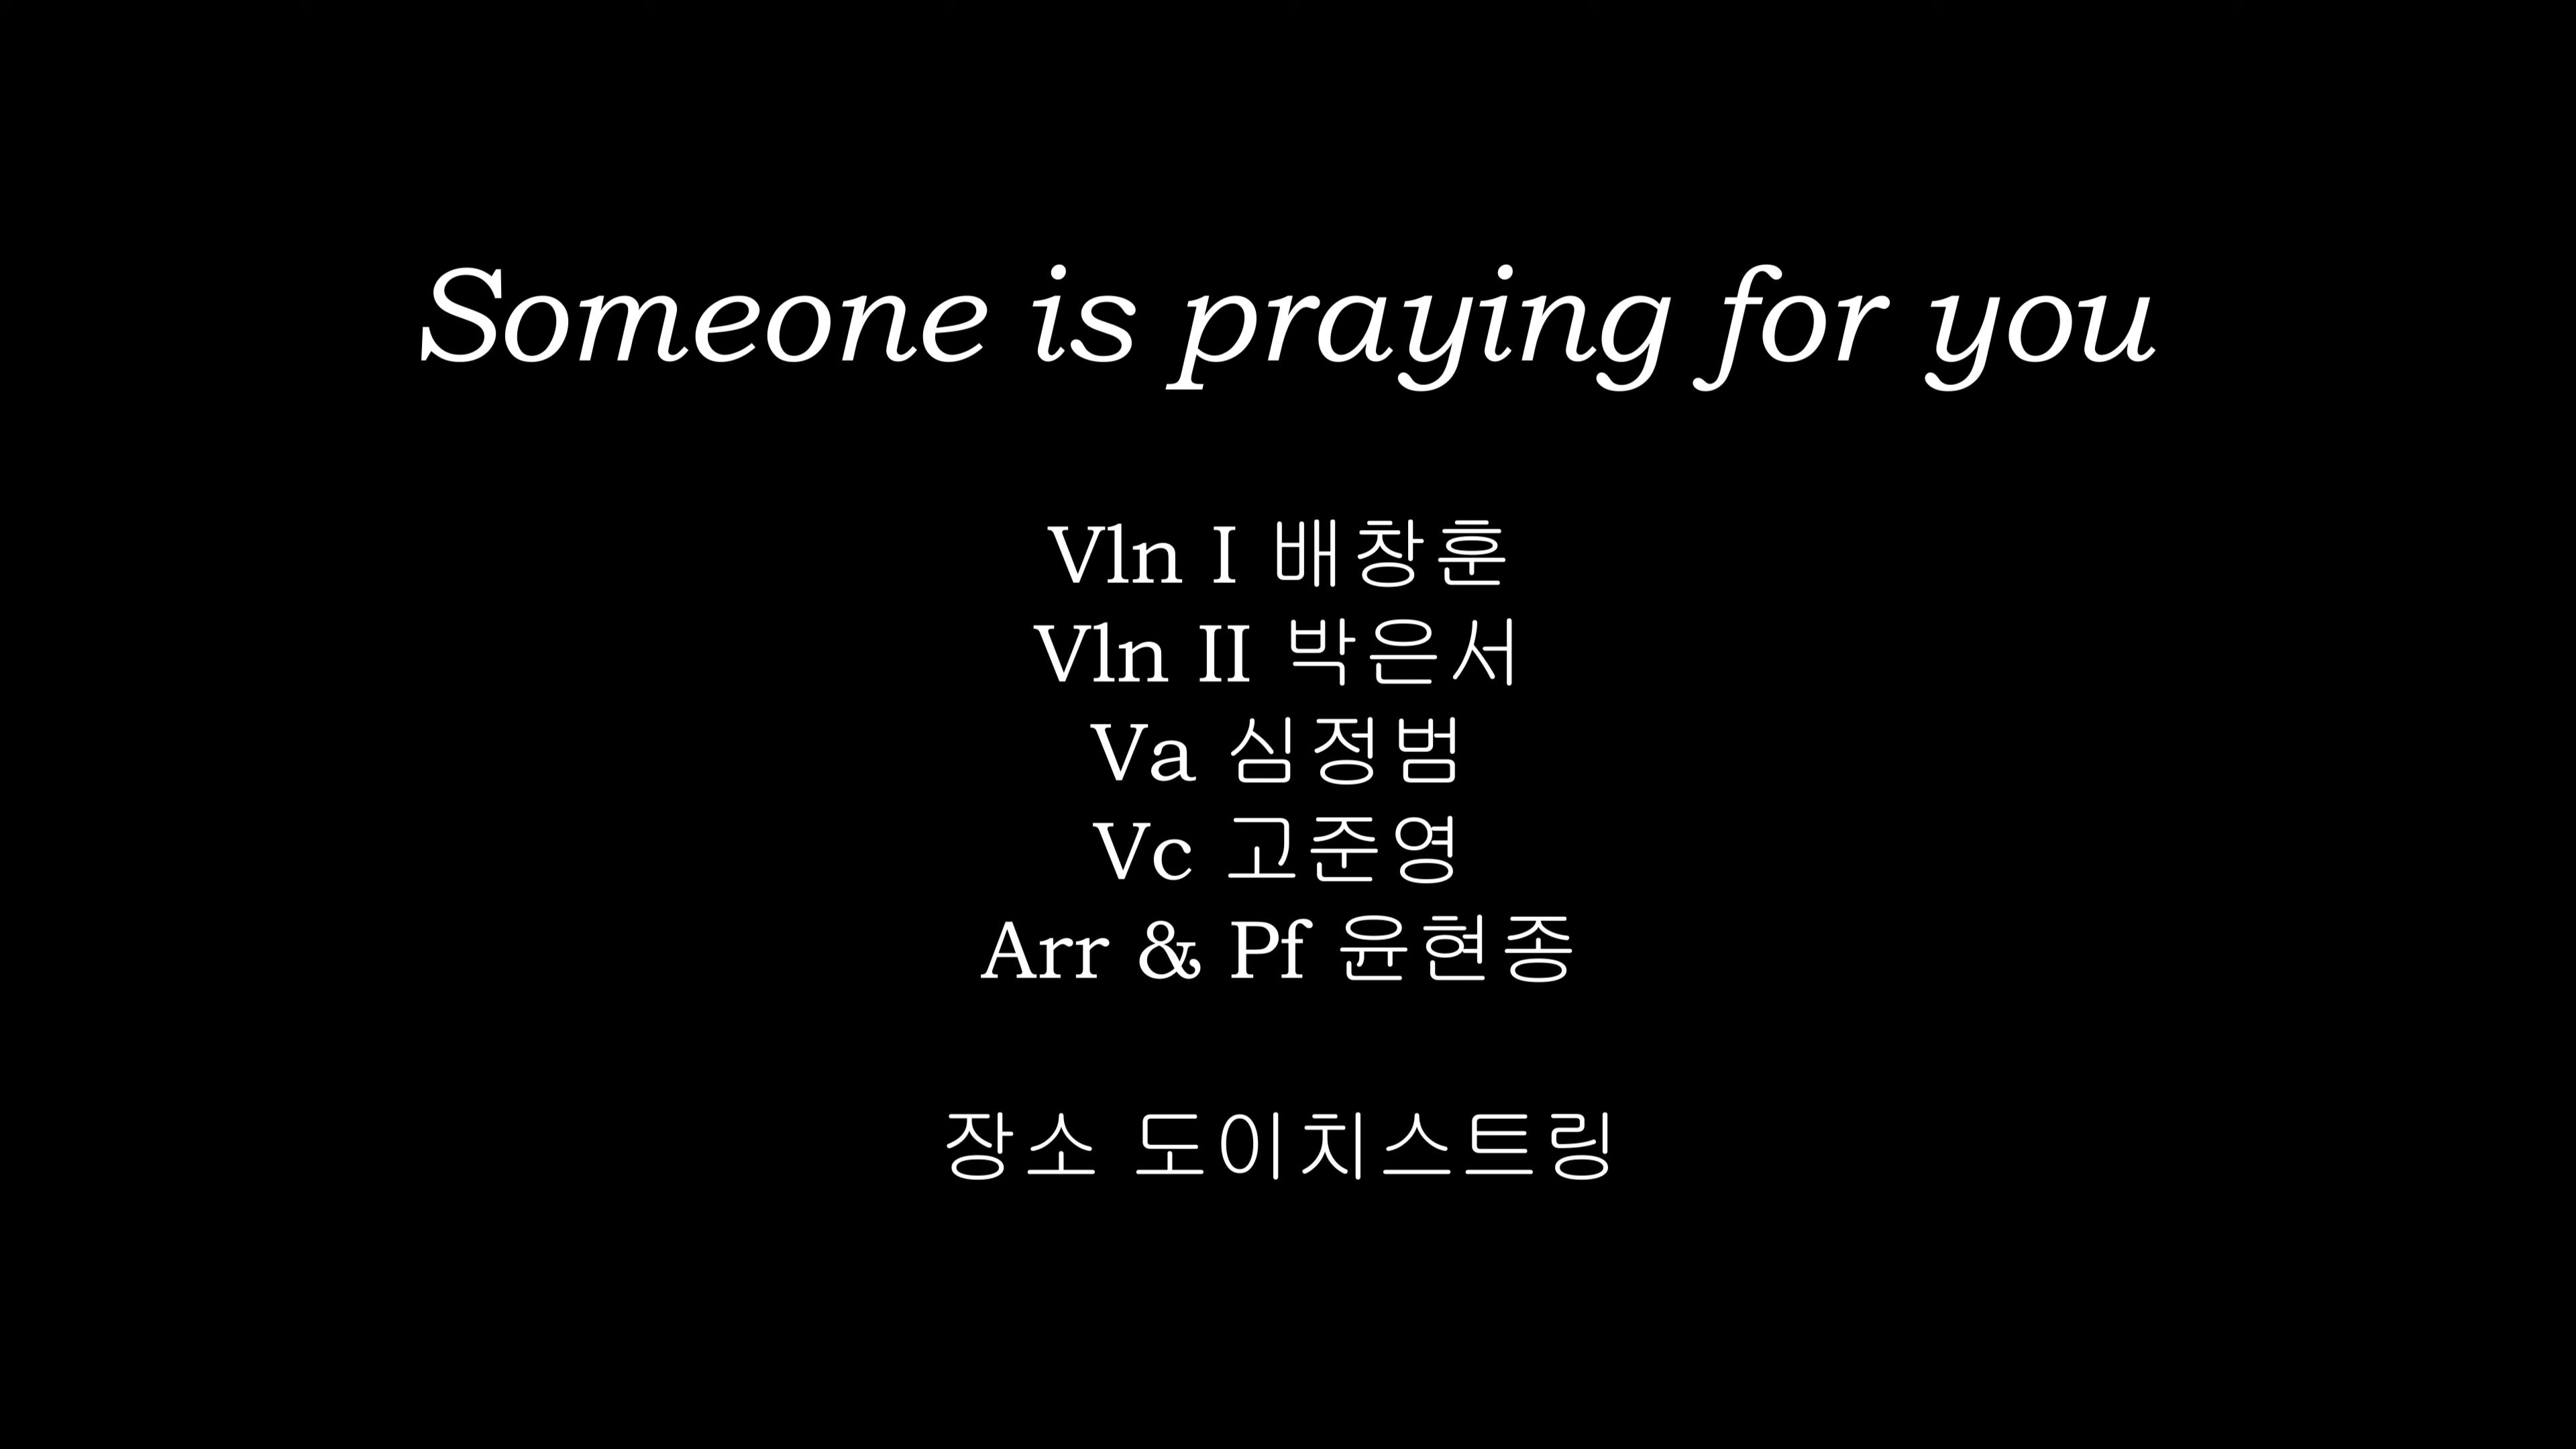 Someone is praying for you
Vln I 배창훈
Vln II 박은서
Va 심정범
Vc 고준영
Arr & Pf 윤현종
장소 도이치스트링